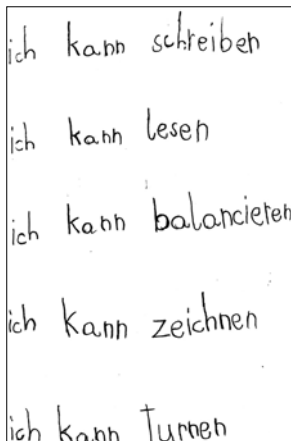 ich kann schreiben
ich kann lesen
ich kann balancieren
ich kann zeichnen
ich kann Turnen